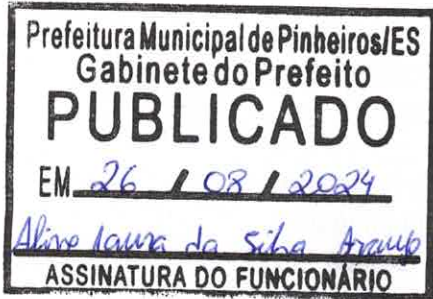 Prefeitura Municipal de Pinheiros/ES
Gabinete do Prefeito
PUBLICADO
EM 26 / 08 / 2024
Aline Laura da Silva Araujo
ASSINATURA DO FUNCIONÁRIO